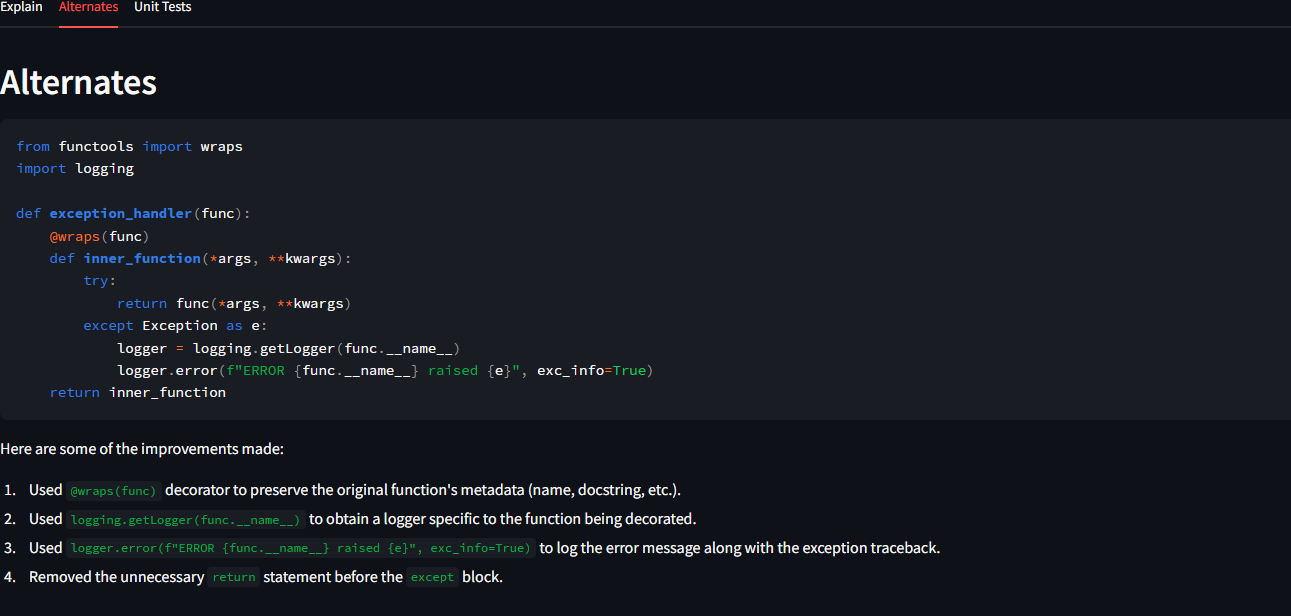 Explain Alternates Unit Tests
Alternates
from functools import wraps
import logging
def exception_handler(func):
    @wraps(func)
    def inner_function(*args, **kwargs):
        try:
            return func(*args, **kwargs)
        except Exception as e:
            logger = logging.getLogger(func.__name__)
            logger.error(f"ERROR {func.__name__} raised {e}", exc_info=True)
    return inner_function
Here are some of the improvements made:
1. Used @wraps(func) decorator to preserve the original function's metadata (name, docstring, etc.).
2. Used logging.getLogger(func.__name__) to obtain a logger specific to the function being decorated.
3. Used logger.error(f"ERROR {func.__name__} raised {e}", exc_info=True) to log the error message along with the exception traceback.
4. Removed the unnecessary return statement before the except block.